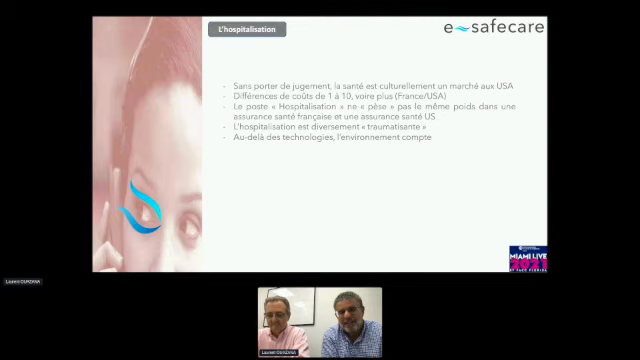 L'hospitalisation
e safecare
- Sans porter de jugement, la santé est culturellement un marché aux USA
- Différences de coûts de 1 à 10, voire plus (France/USA)
- Le poste « Hospitalisation » ne « pèse » pas le même poids dans une
assurance santé française et une assurance santé US
- L'hospitalisation est diversement « traumatisante »
- Au-delà des technologies, l'environnement compte
MIAMI LIVE
2021
Laurent
Laurent